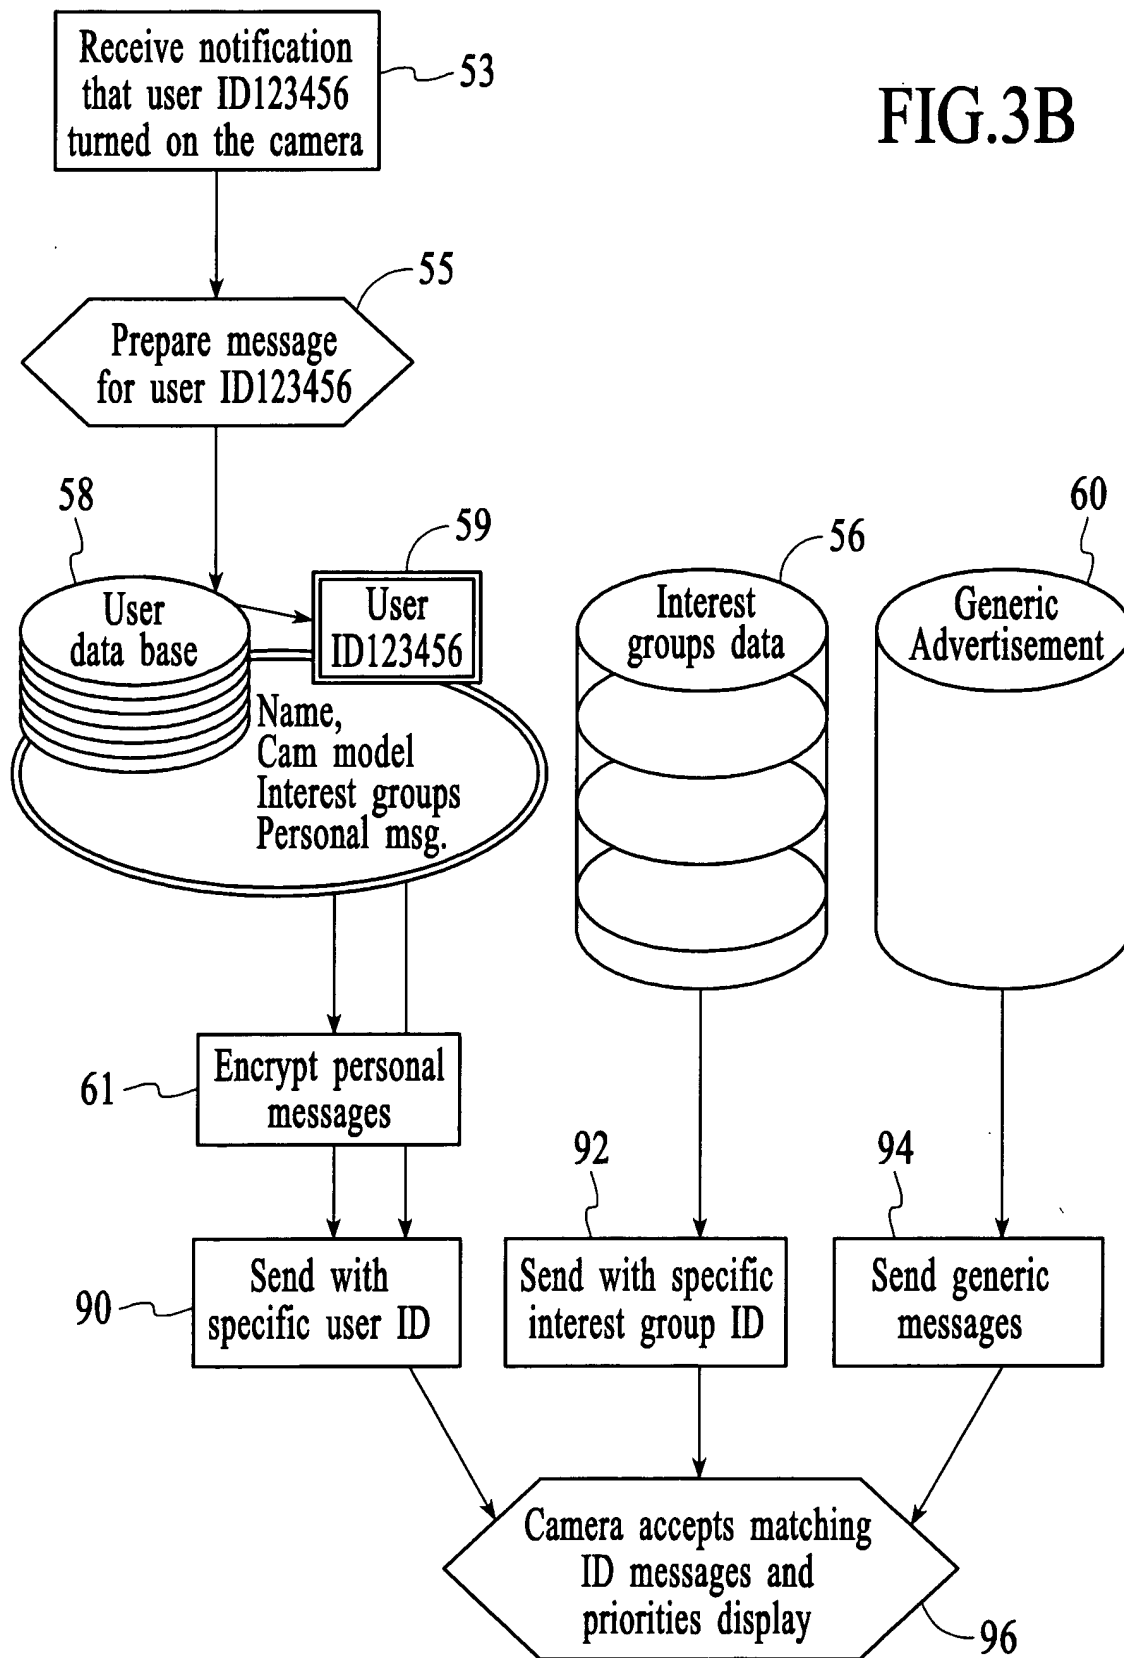 Receive notification
that user ID123456
turned on the camera
53
FIG.3B
55
Prepare message
for user ID123456
58
59
56
60
User
data base
User
ID123456
Interest
groups data
Generic
Advertisement
Name,
Cam model
Interest groups
Personal msg.
61
Encrypt personal
messages
92
94
90
Send with
specific user ID
Send with specific
interest group ID
Send generic
messages
Camera accepts matching
ID messages and
priorities display
96